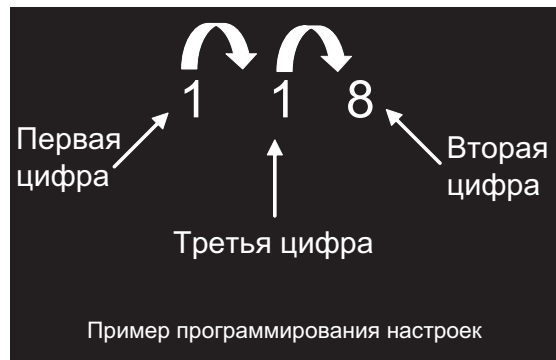 1 1 8
Первая
цифра
Вторая
цифра
Третья цифра
Пример программирования настроек